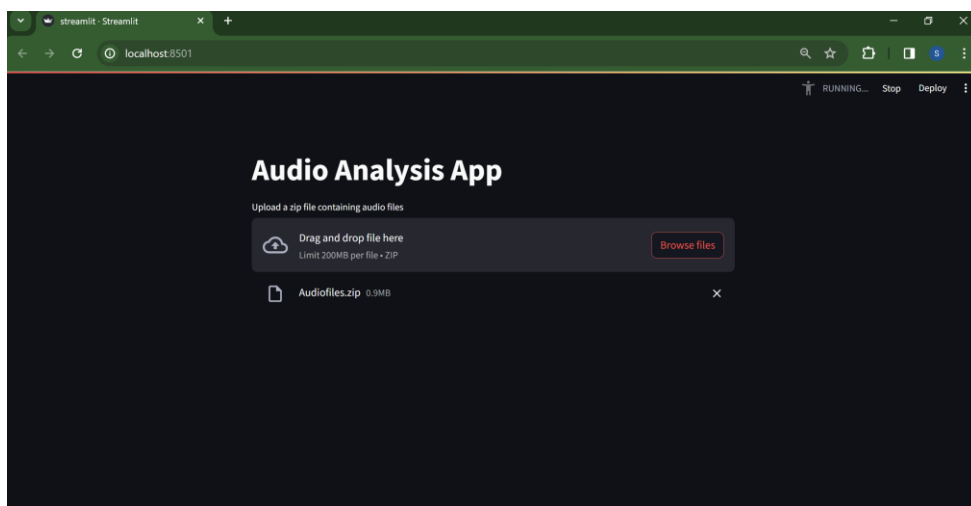 streamlit · Streamlit
localhost:8501
S
RUNNING... Stop Deploy
Audio Analysis App
Upload a zip file containing audio files
Drag and drop file here
Limit 200MB per file • ZIP
Browse files
Audiofiles.zip 0.9MB